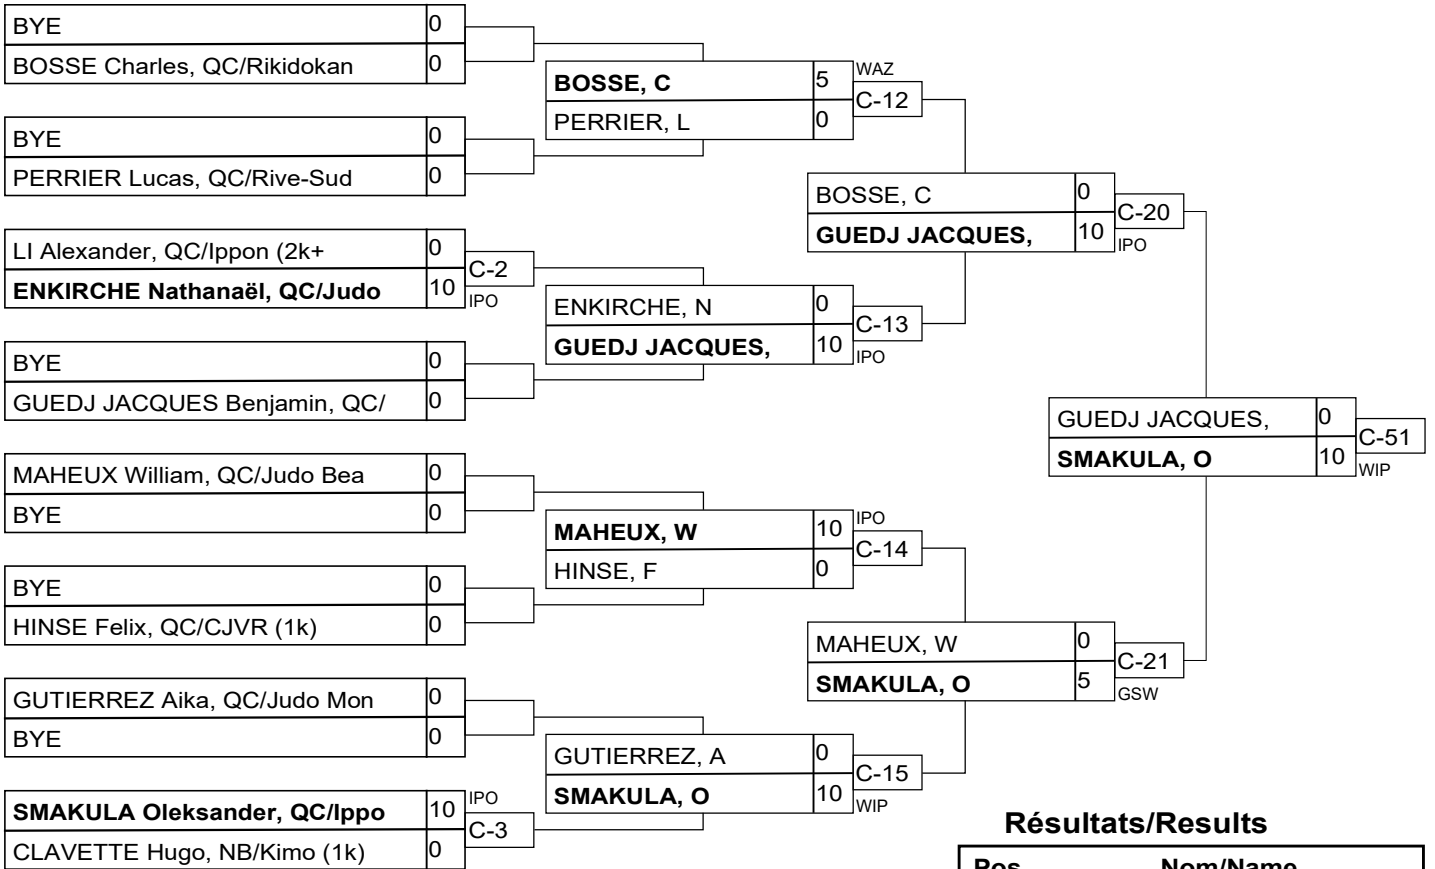 BYE 0
BOSSE Charles, QC/Rikidokan 0
BYE 0
PERRIER Lucas, QC/Rive-Sud 0
LI Alexander, QC/Ippon (2k+ 0
ENKIRCHE Nathanaël, QC/Judo 10
C-2
IPO
BYE 0
GUEDJ JACQUES Benjamin, QC/ 0
MAHEUX William, QC/Judo Bea 0
BYE 0
BYE 0
HINSE Felix, QC/CJVR (1k) 0
GUTIERREZ Aika, QC/Judo Mon 0
BYE 0
SMAKULA Oleksander, QC/Ippo 10
CLAVETTE Hugo, NB/Kimo (1k) 0
IPO
C-3
BOSSE, C 5
PERRIER, L 0
WAZ
C-12
ENKIRCHE, N 0
GUEDJ JACQUES, 10
C-13
IPO
MAHEUX, W 10
HINSE, F 0
IPO
C-14
GUTIERREZ, A 0
SMAKULA, O 10
C-15
WIP
BOSSE, C 0
GUEDJ JACQUES, 10
C-20
IPO
MAHEUX, W 0
SMAKULA, O 5
C-21
GSW
GUEDJ JACQUES, 0
SMAKULA, O 10
C-51
WIP
Résultats/Results
Pos Nom/Name